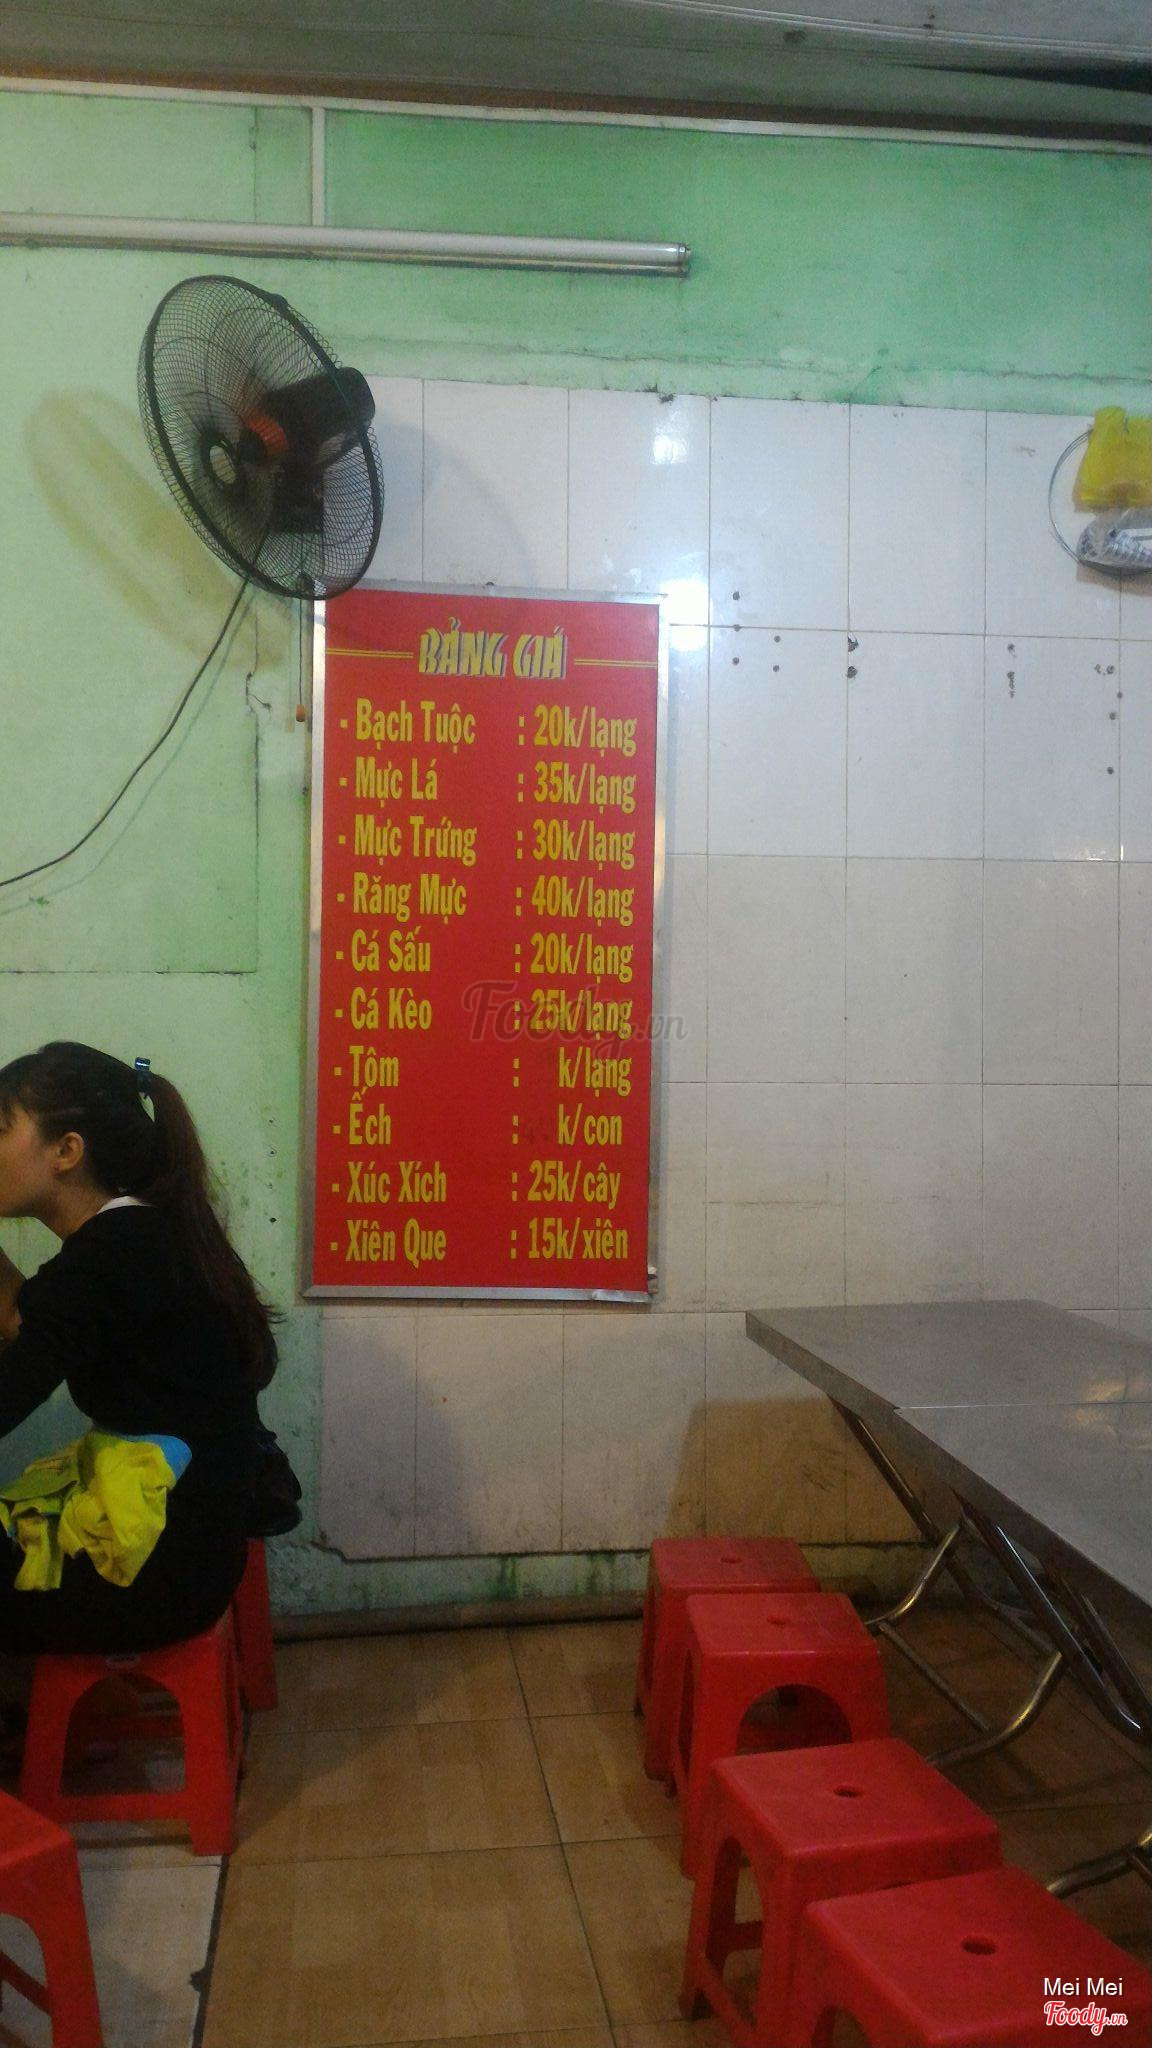 BẢNG GIÁ
- Bạch Tuộc : 20k/lạng
- Mực Lá : 35k/lạng
- Mực Trứng : 30k/lạng
- Răng Mực : 40k/lạng
- Cá Sấu : 20k/lạng
- Cá Kèo : 25k/lạng
- Tôm : k/lạng
- Ếch : k/con
- Xúc Xích : 25k/cây
- Xiên Que : 15k/xiên
Foody.vn
Mei Mei
Foody.vn